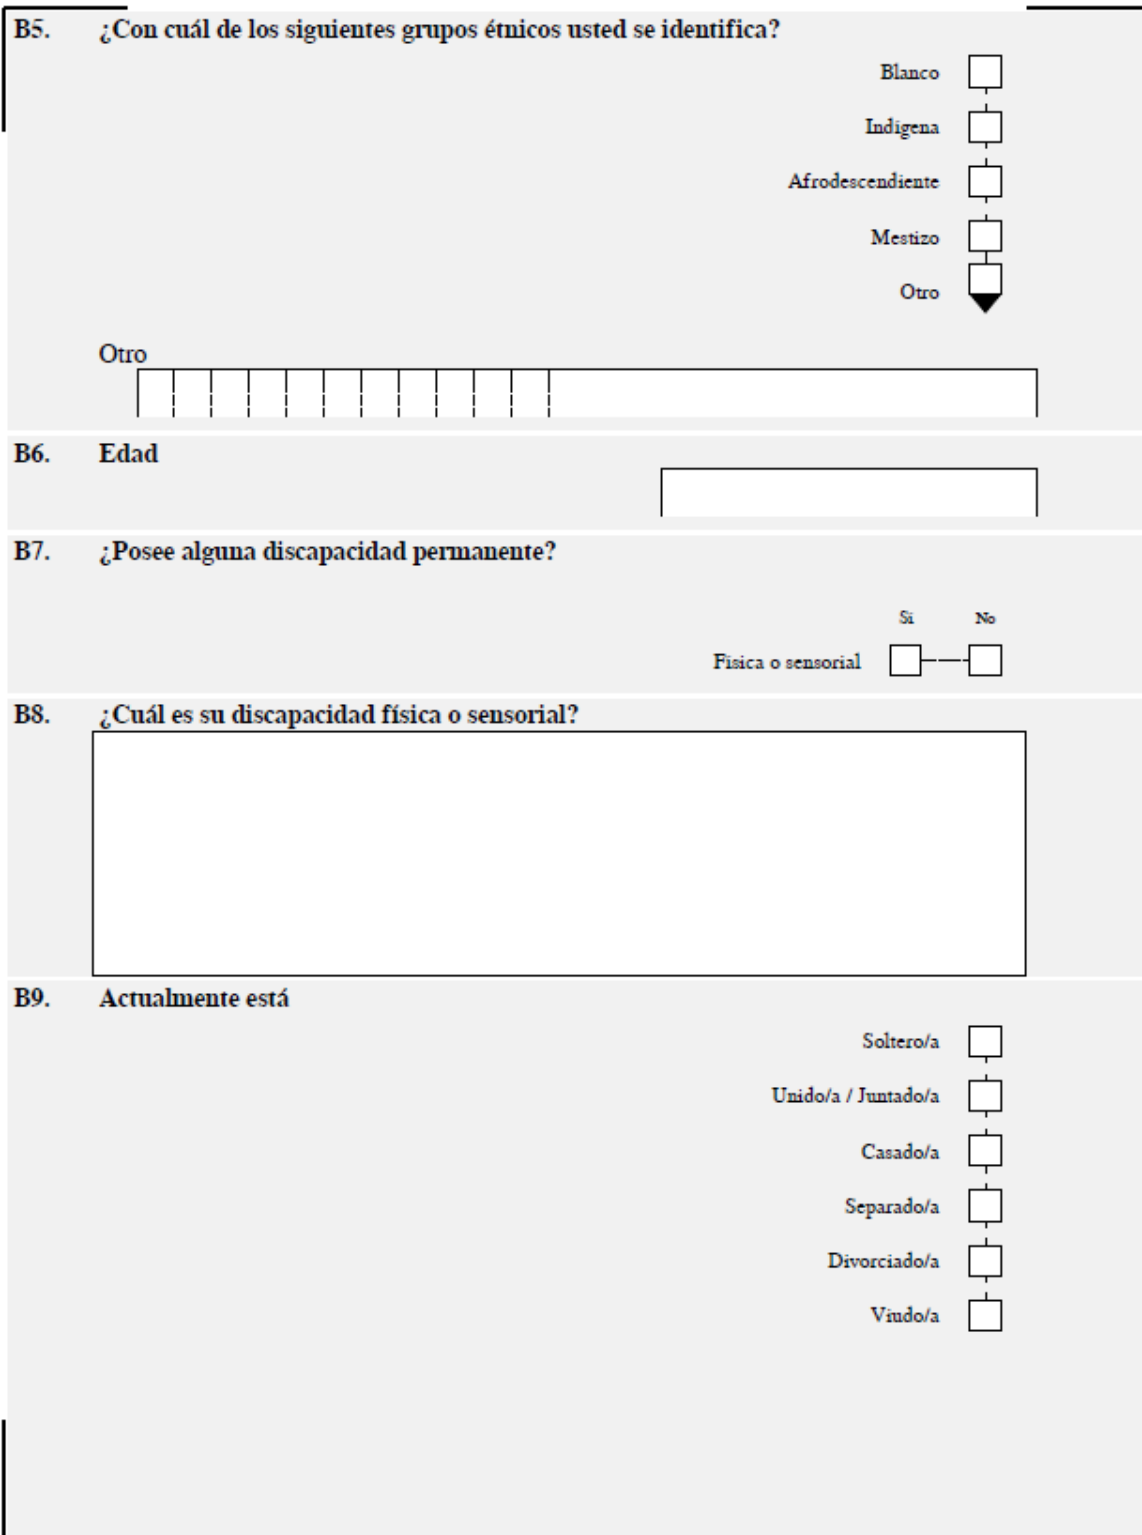 B5. ¿Con cuál de los siguientes grupos étnicos usted se identifica?
Blanco
Indígena
Afrodescendiente
Mestizo
Otro
Otro
B6. Edad
B7. ¿Posee alguna discapacidad permanente?
Sí No
Física o sensorial
B8. ¿Cuál es su discapacidad física o sensorial?
B9. Actualmente está
Soltero/a
Unido/a / Juntado/a
Casado/a
Separado/a
Divorciado/a
Viudo/a